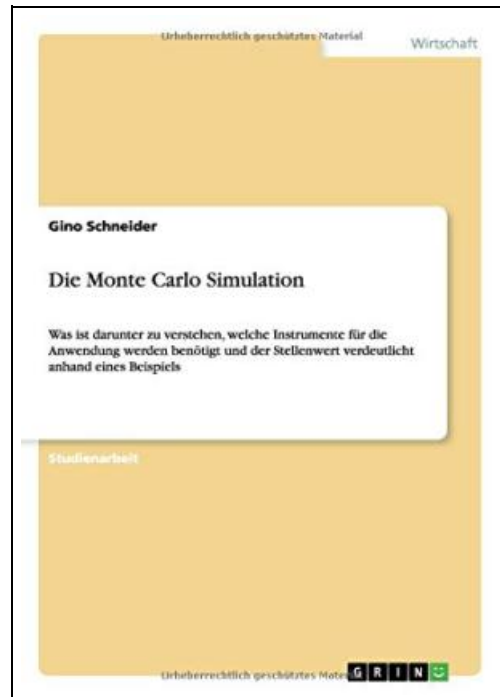 Urheberrechtlich geschütztes Material
Wirtschaft
Gino Schneider
Die Monte Carlo Simulation
Was ist darunter zu verstehen, welche Instrumente für die
Anwendung werden benötigt und der Stellenwert verdeutlicht
anhand eines Beispiels
Studienarbeit
Urheberrechtlich geschütztes Mater
GRIN